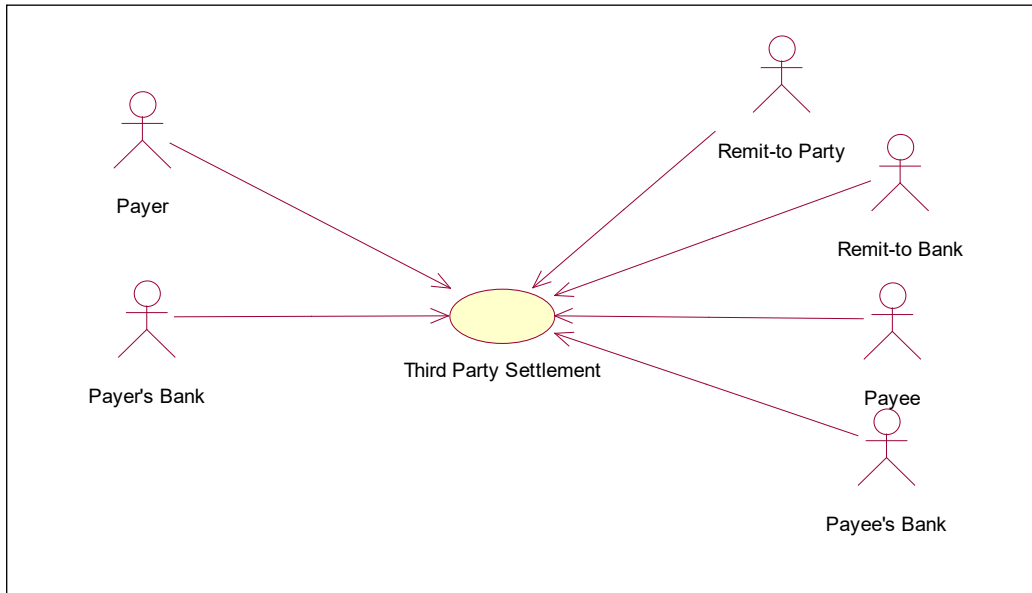 Remit-to Party
Payer
Remit-to Bank
Third Party Settlement
Payer's Bank
Payee
Payee's Bank